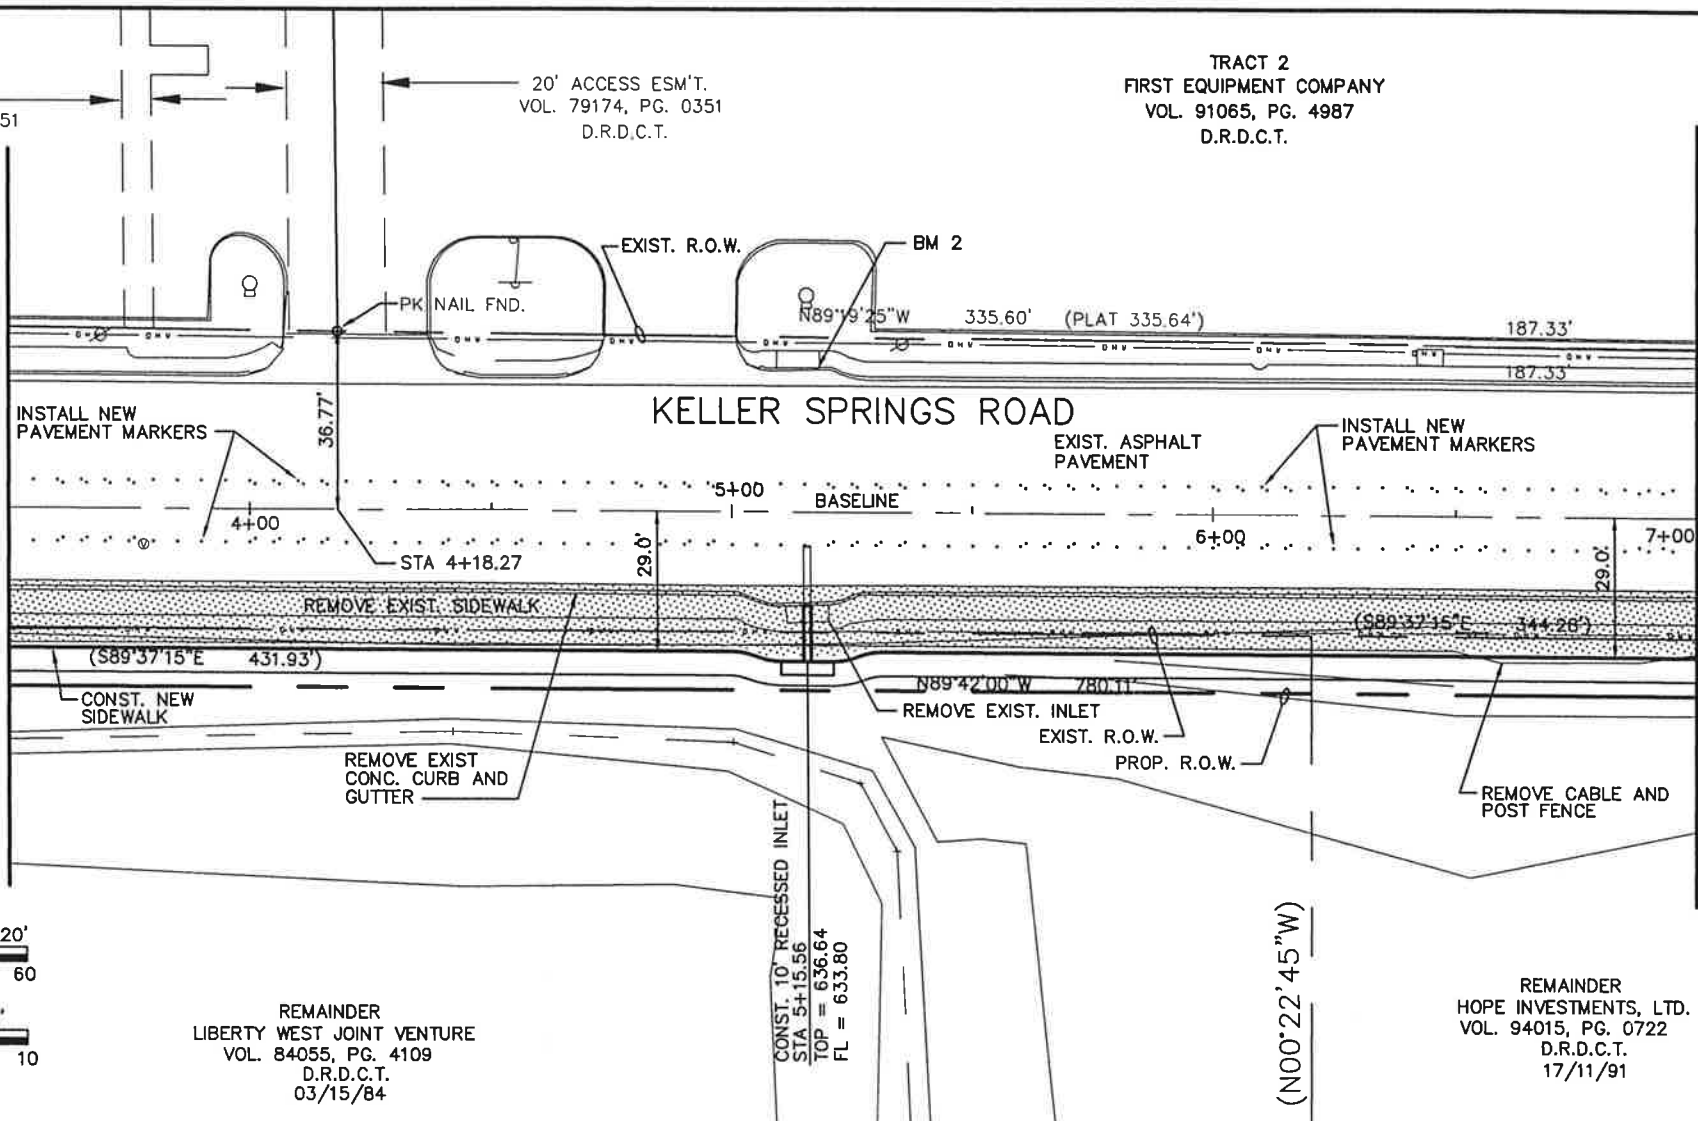 TRACT 2
FIRST EQUIPMENT COMPANY
VOL. 91065, PG. 4987
D.R.D.C.T.
20' ACCESS ESM'T.
VOL. 79174, PG. 0351
D.R.D.C.T.
51
EXIST. R.O.W.
BM 2
PK NAIL FND.
N89°19'25"W 335.60' (PLAT 335.64')
187.33'
187.33'
36.77'
KELLER SPRINGS ROAD
INSTALL NEW
PAVEMENT MARKERS
EXIST. ASPHALT
PAVEMENT
INSTALL NEW
PAVEMENT MARKERS
4+00
5+00
BASELINE
6+00
7+00
STA 4+18.27
29.0'
29.0'
REMOVE EXIST. SIDEWALK
(S89°37'15"E 431.93')
(S89°37'15"E 344.28')
CONST. NEW
SIDEWALK
N89°42'00"W 780.11'
REMOVE EXIST. INLET
EXIST. R.O.W.
PROP. R.O.W.
REMOVE EXIST
CONC. CURB AND
GUTTER
REMOVE CABLE AND
POST FENCE
CONST. 10' RECESSED INLET
STA 5+15.56
TOP = 636.64
FL = 633.80
(N00°22'45"W)
20'
60
10
REMAINDER
LIBERTY WEST JOINT VENTURE
VOL. 84055, PG. 4109
D.R.D.C.T.
03/15/84
REMAINDER
HOPE INVESTMENTS, LTD.
VOL. 94015, PG. 0722
D.R.D.C.T.
17/11/91